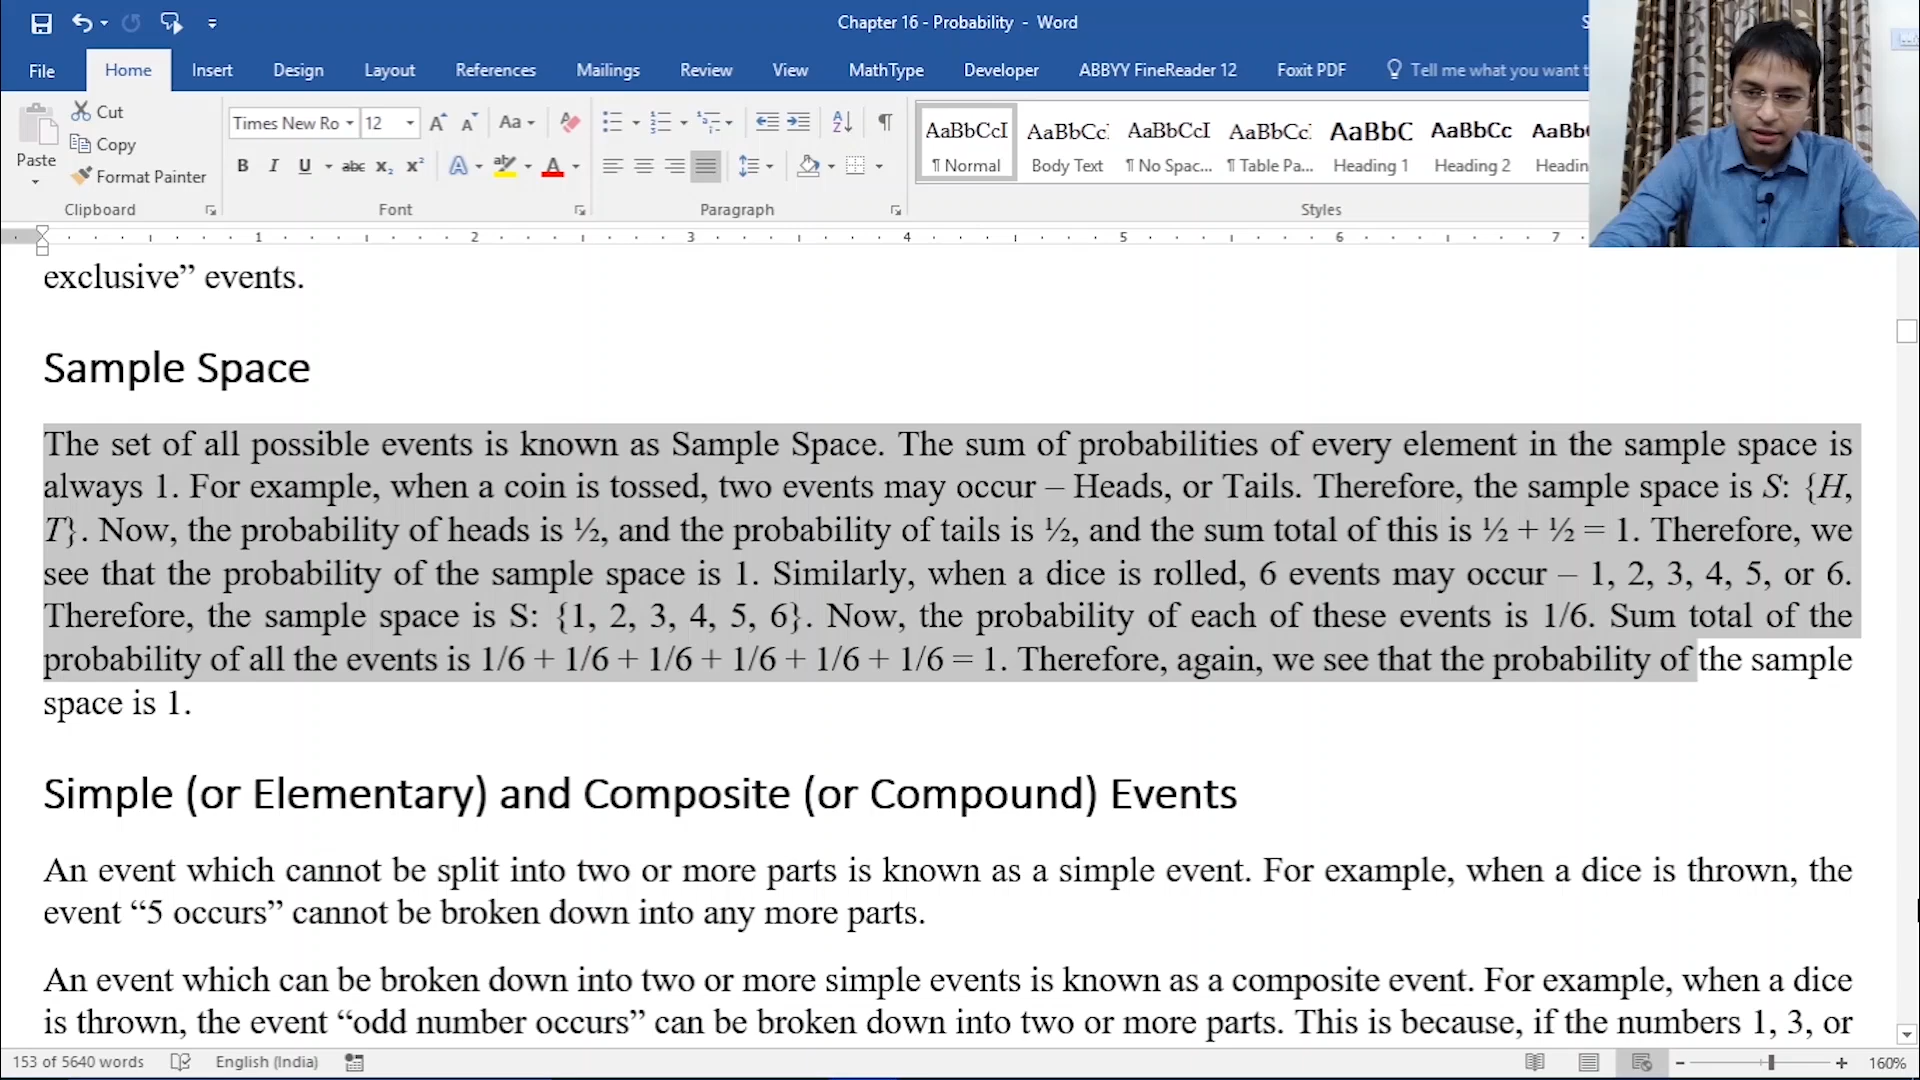 Chapter 16 - Probability - Word
File Home Insert Design Layout References Mailings Review View MathType Developer ABBYY FineReader 12 Foxit PDF Tell me what you want t
Paste
Cut
Copy
Format Painter
Clipboard
Times New Ro 12
Font
Paragraph
AaBbCcI AaBbCc AaBbCcI AaBbCc AaBbC AaBbCc AaBb
¶ Normal Body Text ¶ No Spac... ¶ Table Pa... Heading 1 Heading 2 Headin
Styles
1 2 3 4 5 6 7
exclusive” events.
Sample Space
The set of all possible events is known as Sample Space. The sum of probabilities of every element in the sample space is
always 1. For example, when a coin is tossed, two events may occur – Heads, or Tails. Therefore, the sample space is S: {H,
T}. Now, the probability of heads is ½, and the probability of tails is ½, and the sum total of this is ½ + ½ = 1. Therefore, we
see that the probability of the sample space is 1. Similarly, when a dice is rolled, 6 events may occur – 1, 2, 3, 4, 5, or 6.
Therefore, the sample space is S: {1, 2, 3, 4, 5, 6}. Now, the probability of each of these events is 1/6. Sum total of the
probability of all the events is 1/6 + 1/6 + 1/6 + 1/6 + 1/6 + 1/6 = 1. Therefore, again, we see that the probability of the sample
space is 1.
Simple (or Elementary) and Composite (or Compound) Events
An event which cannot be split into two or more parts is known as a simple event. For example, when a dice is thrown, the
event “5 occurs” cannot be broken down into any more parts.
An event which can be broken down into two or more simple events is known as a composite event. For example, when a dice
is thrown, the event “odd number occurs” can be broken down into two or more parts. This is because, if the numbers 1, 3, or
153 of 5640 words English (India) 160%